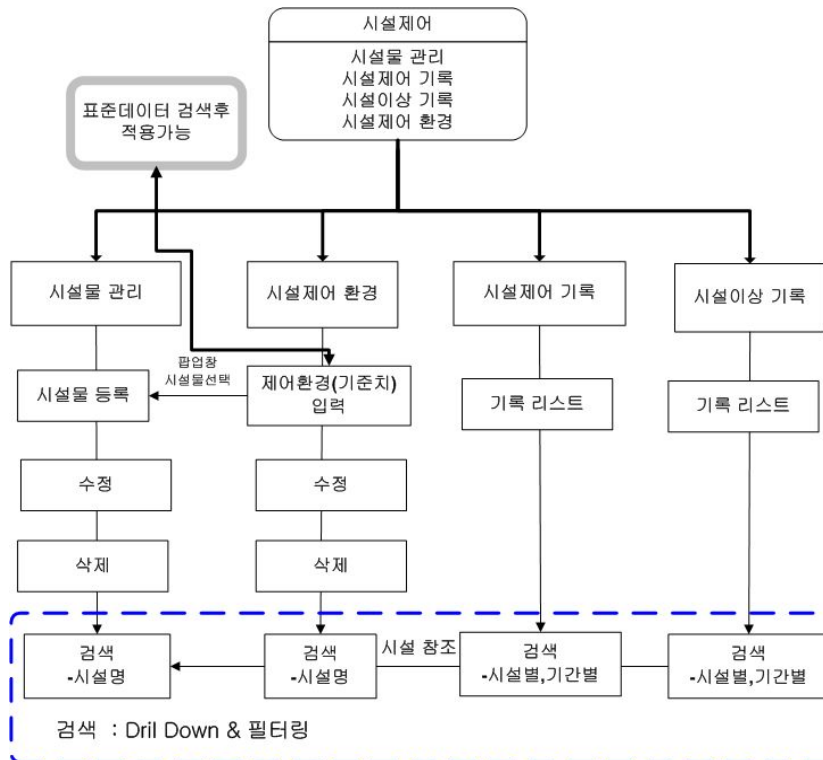 시설제어
시설물 관리
시설제어 기록
시설이상 기록
시설제어 환경
표준데이터 검색후
적용가능
시설물 관리
시설제어 환경
시설제어 기록
시설이상 기록
팝업창
시설물선택
시설물 등록
제어환경(기준치)
입력
기록 리스트
기록 리스트
수정
수정
삭제
삭제
검색
-시설명
검색
-시설명
시설 참조
검색
-시설별,기간별
검색
-시설별,기간별
검색 : Dril Down & 필터링